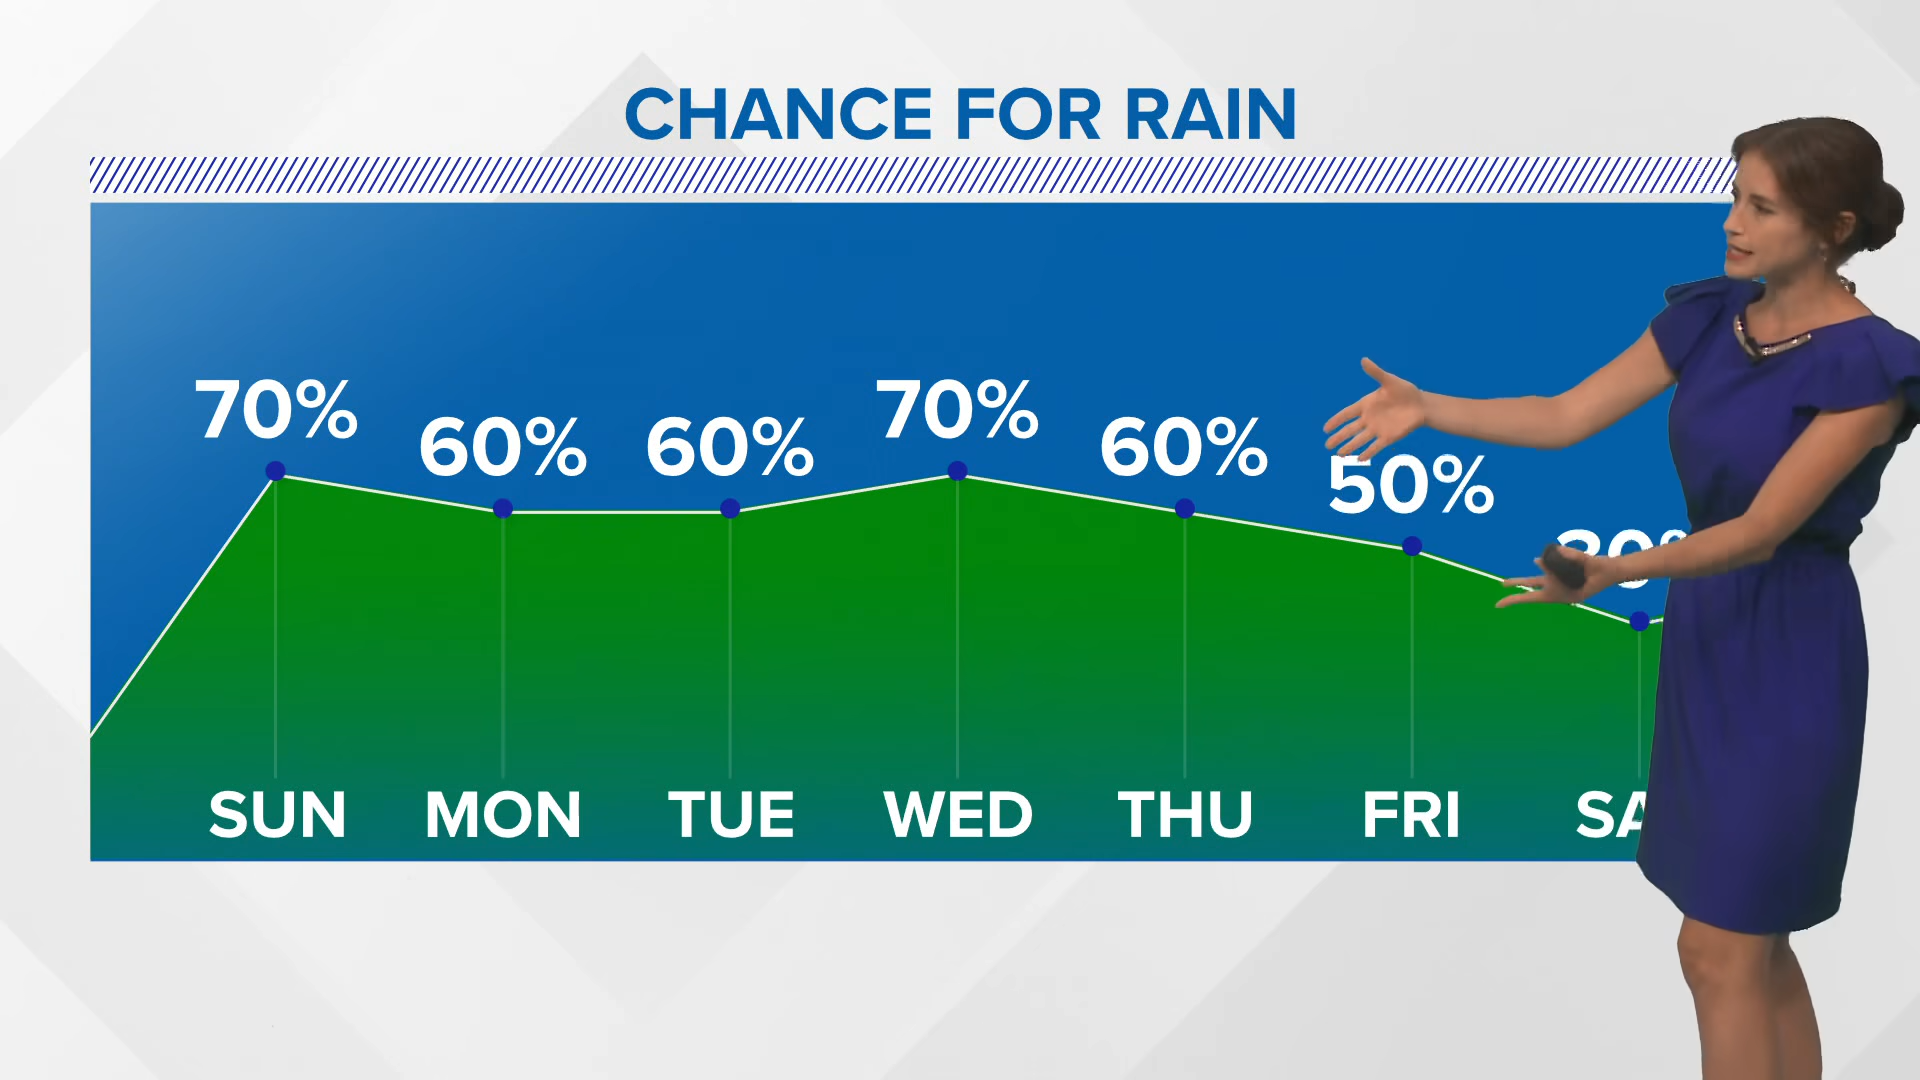 CHANCE FOR RAIN
70% 60% 60% 70% 60% 50%
SUN MON TUE WED THU FRI